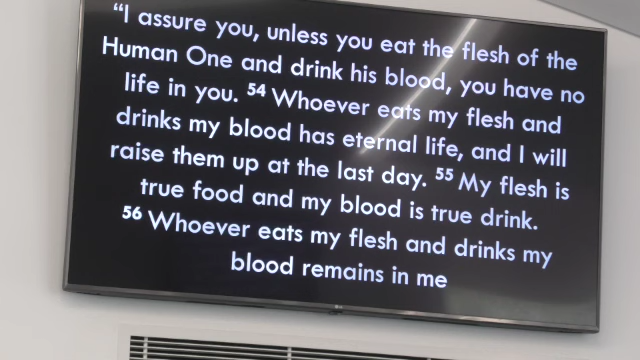 “I assure you, unless you eat the flesh of the
Human One and drink his blood, you have no
life in you. 54 Whoever eats my flesh and
drinks my blood has eternal life, and I will
raise them up at the last day. 55 My flesh is
true food and my blood is true drink.
56 Whoever eats my flesh and drinks my
blood remains in me